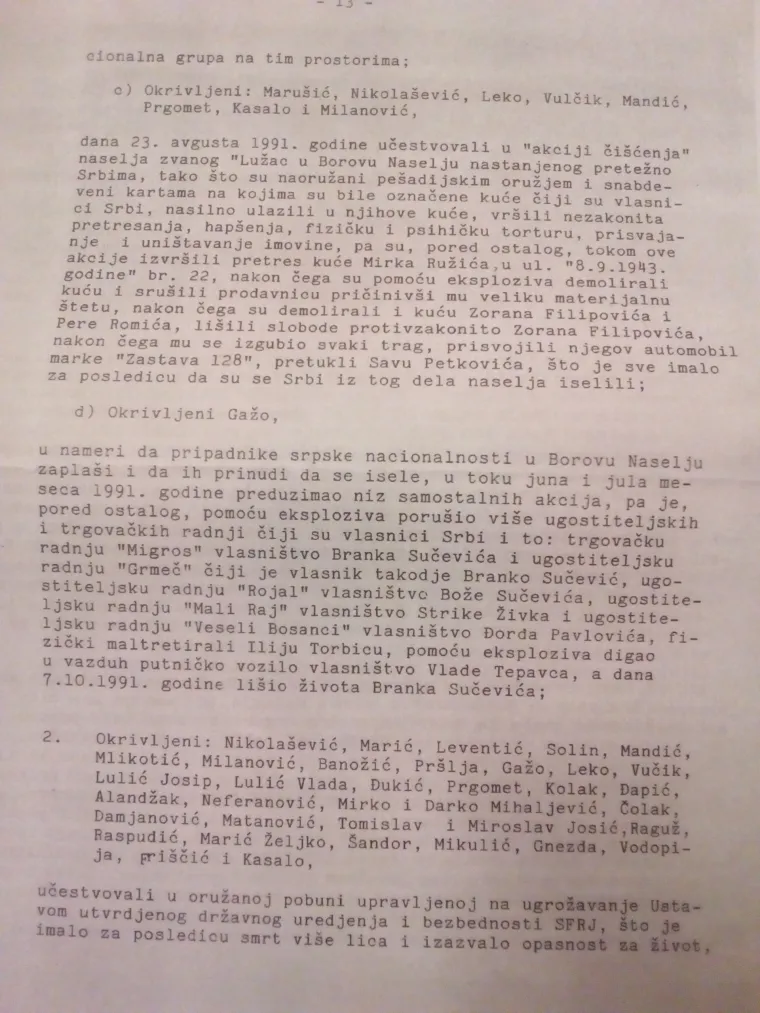 - 13 -
cionalna grupa na tim prostorima;
c) Okrivljeni: Marušić, Nikolašević, Leko, Vulčik, Mandić,
Prgomet, Kasalo i Milanović,
dana 23. avgusta 1991. godine učestvovali u "akciji čišćenja"
naselja zvanog "Lužac u Borovu Naselju nastanjenog pretežno
Srbima, tako što su naoružani pešadijskim oružjem i snabde-
veni kartama na kojima su bile označene kuće čiji su vlasni-
ci Srbi, nasilno ulazili u njihove kuće, vršili nezakonita
pretresanja, hapšenja, fizičku i psihičku torturu, prisvaja-
nje i uništavanje imovine, pa su, pored ostalog, tokom ove
akcije izvršili pretres kuće Mirka Ružića,u ul. "8.9.1943.
godine" br. 22, nakon čega su pomoću eksploziva demolirali
kuću i srušili prodavnicu pričinivši mu veliku materijalnu
štetu, nakon čega su demolirali i kuću Zorana Filipovića i
Pere Romića, lišili slobode protivzakonito Zorana Filipovića,
nakon čega mu se izgubio svaki trag, prisvojili njegov automobil
marke "Zastava 128", pretukli Savu Petkovića, što je sve imalo
za posledicu da su se Srbi iz tog dela naselja iselili;
d) Okrivljeni Gažo,
u nameri da pripadnike srpske nacionalnosti u Borovu Naselju
zaplaši i da ih prinudi da se isele, u toku juna i jula me-
seca 1991. godine preduzimao niz samostalnih akcija, pa je,
pored ostalog, pomoću eksploziva porušio više ugostiteljskih
i trgovačkih radnji čiji su vlasnici Srbi i to: trgovačku
radnju "Migros" vlasništvo Branka Sučevića i ugostiteljsku
radnju "Grmeč" čiji je vlasnik takodje Branko Sučević, ugo-
stiteljsku radnju "Rojal" vlasništvo Bože Sučevića, ugostite-
ljsku radnju "Mali Raj" vlasništvo Strike Živka i ugostite-
ljsku radnju "Veseli Bosanci" vlasništvo Đorđa Pavlovića, fi-
zički maltretirali Iliju Torbicu, pomoću eksploziva digao
u vazduh putničko vozilo vlasništvo Vlade Tepavca, a dana
7.10.1991. godine lišio života Branka Sučevića;
2. Okrivljeni: Nikolašević, Marić, Leventić, Solin, Mandić,
Mlikotić, Milanović, Banožić, Pršlja, Gažo, Leko, Vučik,
Lulić Josip, Lulić Vlada, Đukić, Prgomet, Kolak, Đapić,
Alandžak, Neferanović, Mirko i Darko Mihaljević, Čolak,
Damjanović, Matanović, Tomislav i Miroslav Josić,Raguž,
Raspudić, Marić Željko, Šandor, Mikulić, Gnezda, Vodopi-
ja, Friščić i Kasalo,
učestvovali u oružanoj pobuni upravljenoj na ugrožavanje Usta-
vom utvrdjenog državnog uredjenja i bezbednosti SFRJ, što je
imalo za posledicu smrt više lica i izazvalo opasnost za život,